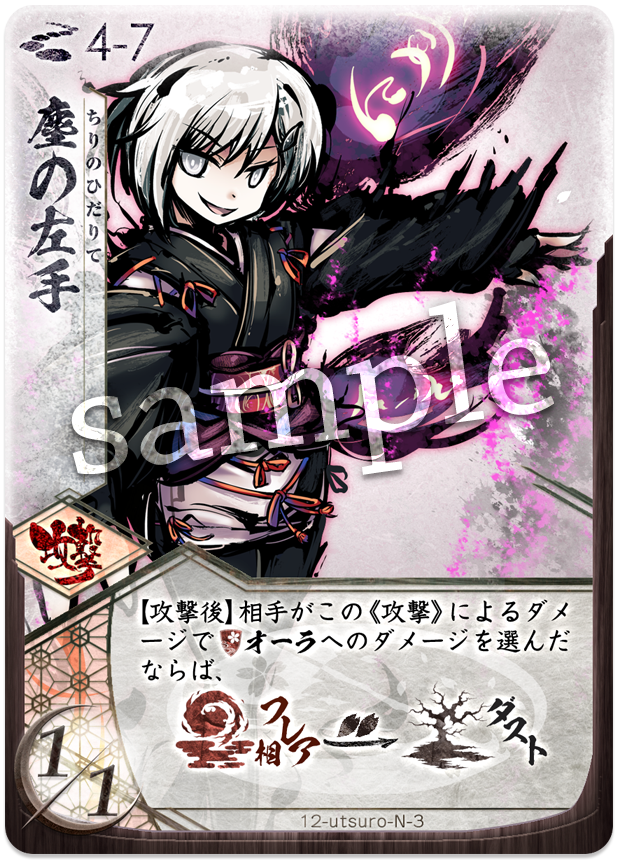 4-7
座の左手
ちりのひだりて
sample
攻撃
【攻撃後】相手がこの《攻撃》によるダメ
ージでオーラへのダメージを選んだ
ならば、
相フレア
ダスト
1/1
12-utsuro-N-3